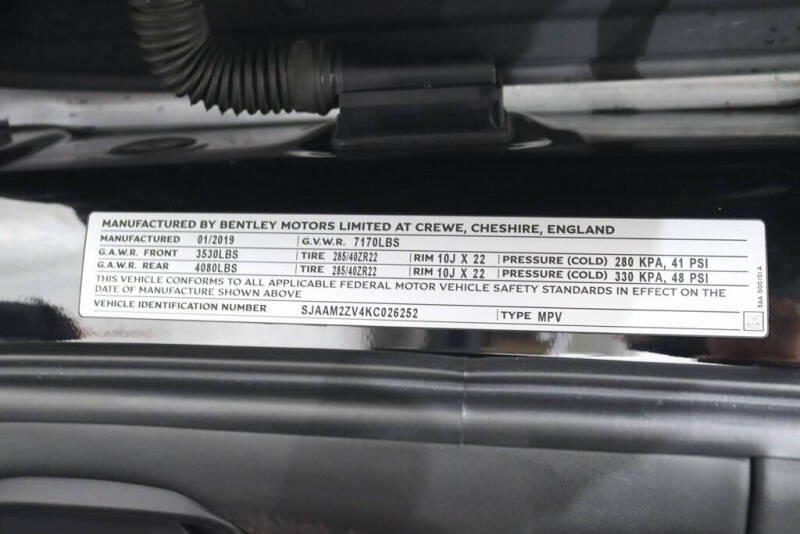 MANUFACTURED BY BENTLEY MOTORS LIMITED AT CREWE, CHESHIRE, ENGLAND
MANUFACTURED 01/2019 G.V.W.R. 7170LBS
G.A.W.R. FRONT 3530LBS TIRE 285/40ZR22 RIM 10J X 22 PRESSURE (COLD) 280 KPA, 41 PSI
G.A.W.R. REAR 4080LBS TIRE 285/40ZR22 RIM 10J X 22 PRESSURE (COLD) 330 KPA, 48 PSI
THIS VEHICLE CONFORMS TO ALL APPLICABLE FEDERAL MOTOR VEHICLE SAFETY STANDARDS IN EFFECT ON THE
DATE OF MANUFACTURE SHOWN ABOVE
VEHICLE IDENTIFICATION NUMBER SJAAM2ZV4KC026252 TYPE MPV